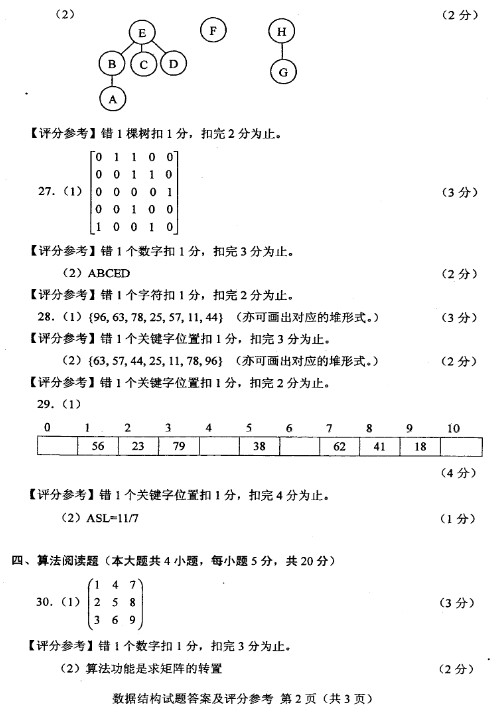 (2) (2 分)
E F H
B C D
G
A
【评分参考】错 1 棵树扣 1 分，扣完 2 分为止。
0 1 1 0 0
0 0 1 1 0
27.（1） 0 0 0 0 1 (3 分)
0 0 1 0 0
1 0 0 1 0
【评分参考】错 1 个数字扣 1 分，扣完 3 分为止。
（2）ABCED (2 分)
【评分参考】错 1 个字符扣 1 分，扣完 2 分为止。
28.（1）{96, 63, 78, 25, 57, 11, 44} （亦可画出对应的堆形式。） (3 分)
【评分参考】错 1 个关键字位置扣 1 分，扣完 3 分为止。
（2）{63, 57, 44, 25, 11, 78, 96} （亦可画出对应的堆形式。） (2 分)
【评分参考】错 1 个关键字位置扣 1 分，扣完 2 分为止。
29.（1）
0 1 2 3 4 5 6 7 8 9 10
56 23 79 38 62 41 18
(4 分)
【评分参考】错 1 个关键字位置扣 1 分，扣完 4 分为止。
（2）ASL=11/7 (1 分)
四、算法阅读题（本大题共 4 小题，每小题 5 分，共 20 分）
1 4 7
30.（1） 2 5 8 (3 分)
3 6 9
【评分参考】错 1 个数字扣 1 分，扣完 3 分为止。
（2）算法功能是求矩阵的转置 (2 分)
数据结构试题答案及评分参考 第 2 页（共 3 页）